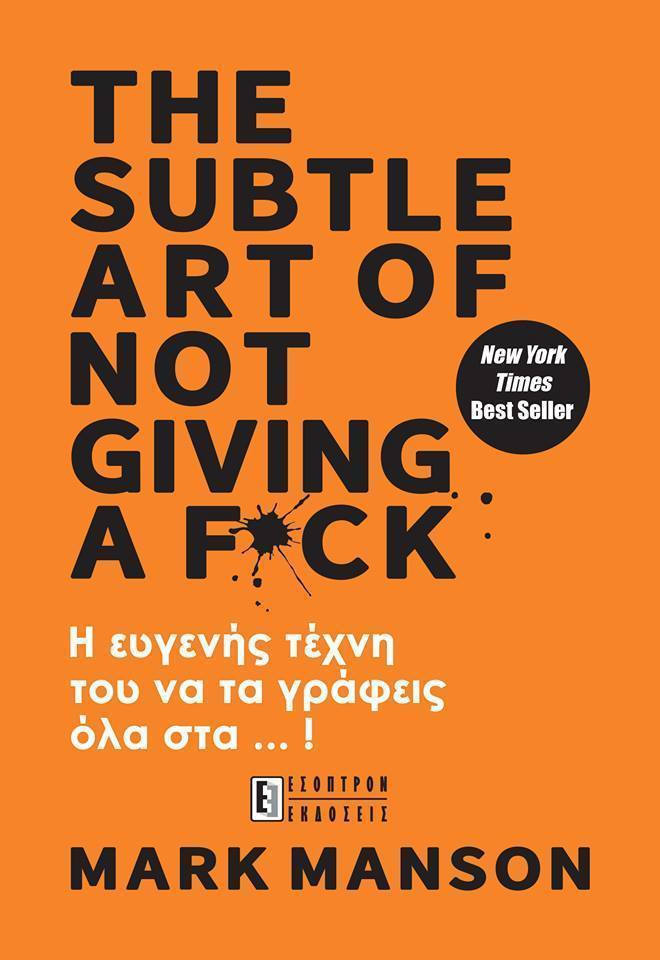 THE
SUBTLE
ART OF
NOT
GIVING
A F*CK
New York
Times
Best Seller
Η ευγενής τέχνη
του να τα γράφεις
όλα στα ... !
ΕΣΟΠΤΡΟΝ
ΕΚΔΟΣΕΙΣ
MARK MANSON